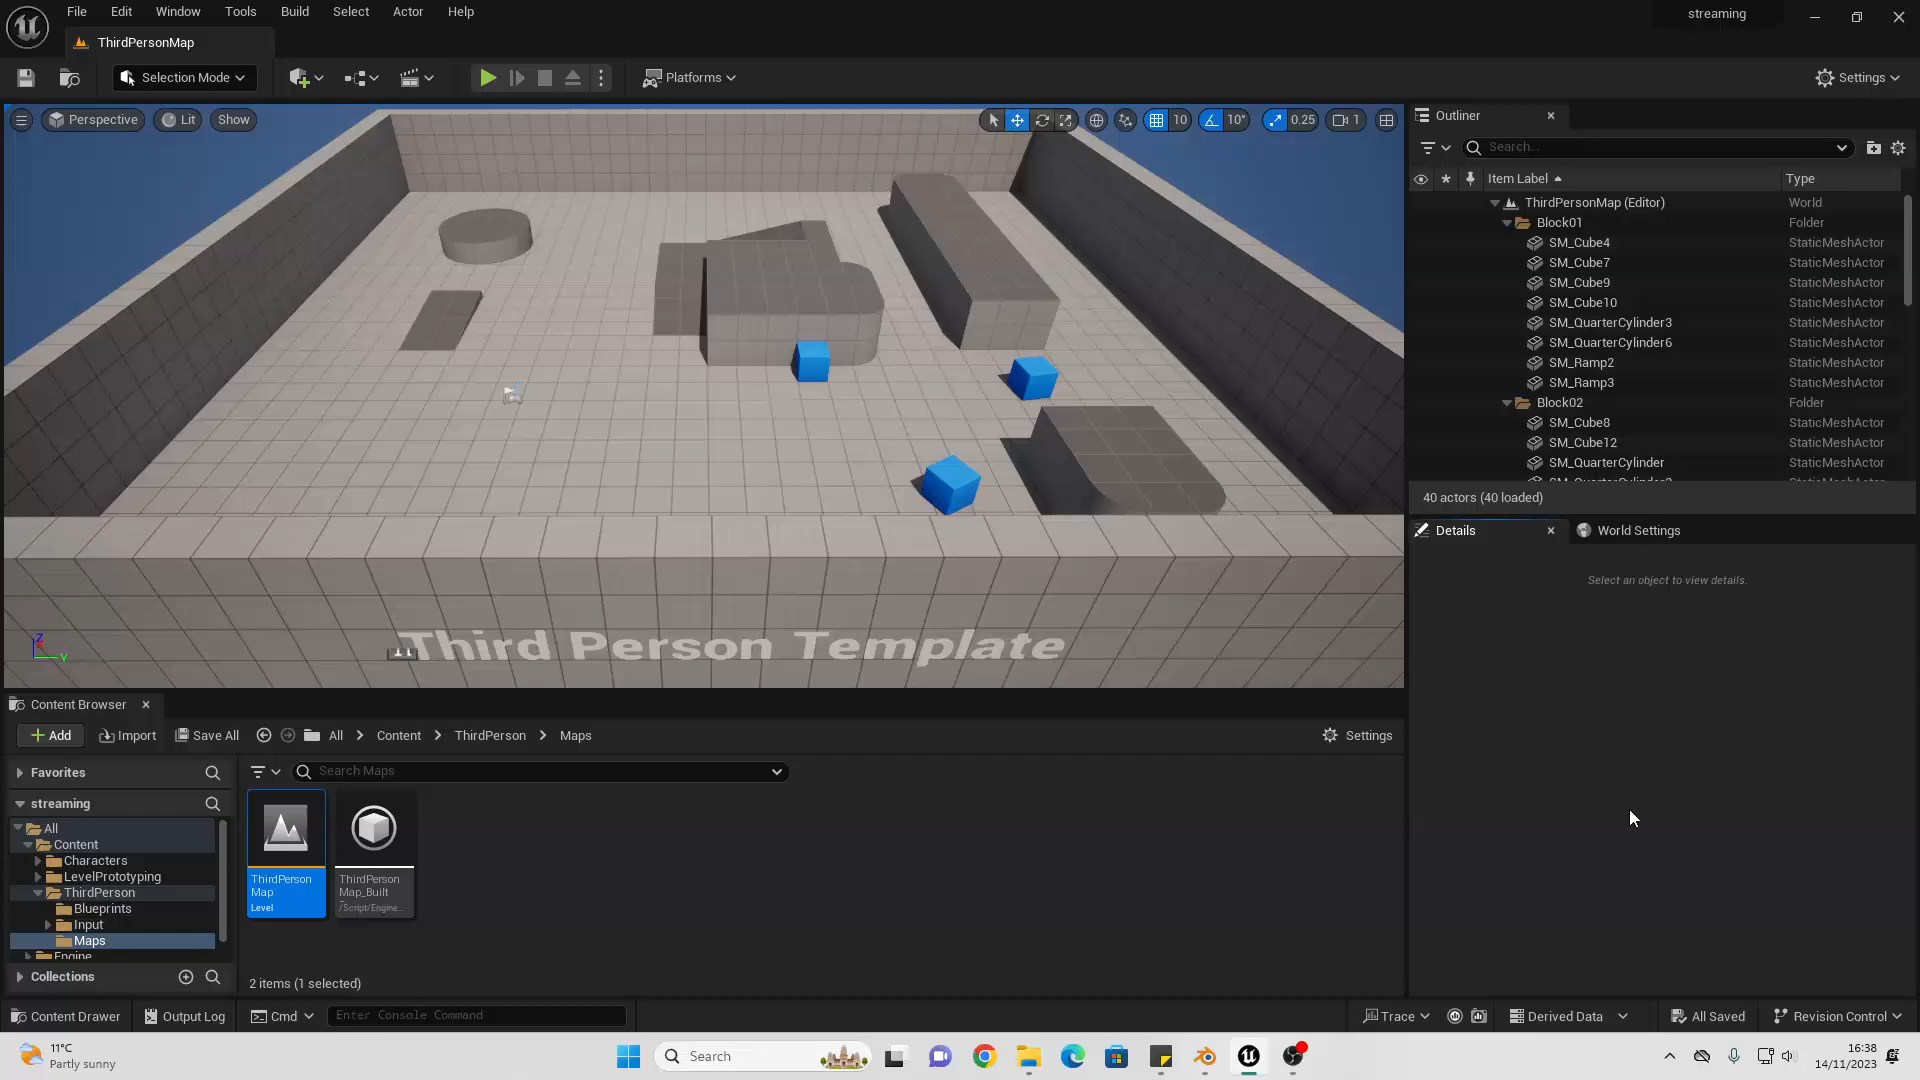 File Edit Window Tools Build Select Actor Help
streaming
ThirdPersonMap
Selection Mode
Platforms
Settings
Perspective Lit Show
10 10° 0.25 1
Third Person Template
Outliner
Search...
Item Label Type
ThirdPersonMap (Editor) World
Block01 Folder
SM_Cube4 StaticMeshActor
SM_Cube7 StaticMeshActor
SM_Cube9 StaticMeshActor
SM_Cube10 StaticMeshActor
SM_QuarterCylinder3 StaticMeshActor
SM_QuarterCylinder6 StaticMeshActor
SM_Ramp2 StaticMeshActor
SM_Ramp3 StaticMeshActor
Block02 Folder
SM_Cube8 StaticMeshActor
SM_Cube12 StaticMeshActor
SM_QuarterCylinder StaticMeshActor
40 actors (40 loaded)
Details World Settings
Select an object to view details.
Content Browser
Add Import Save All All Content ThirdPerson Maps Settings
Favorites
Search Maps
streaming
All
Content
Characters
LevelPrototyping
ThirdPerson
Blueprints
Input
Maps
Engine
Collections
ThirdPerson
Map
Level
ThirdPerson
Map_Built
/Script/Engine...
2 items (1 selected)
Content Drawer Output Log Cmd Enter Console Command Trace Derived Data All Saved Revision Control
11°C
Partly sunny
Search
16:38
14/11/2023